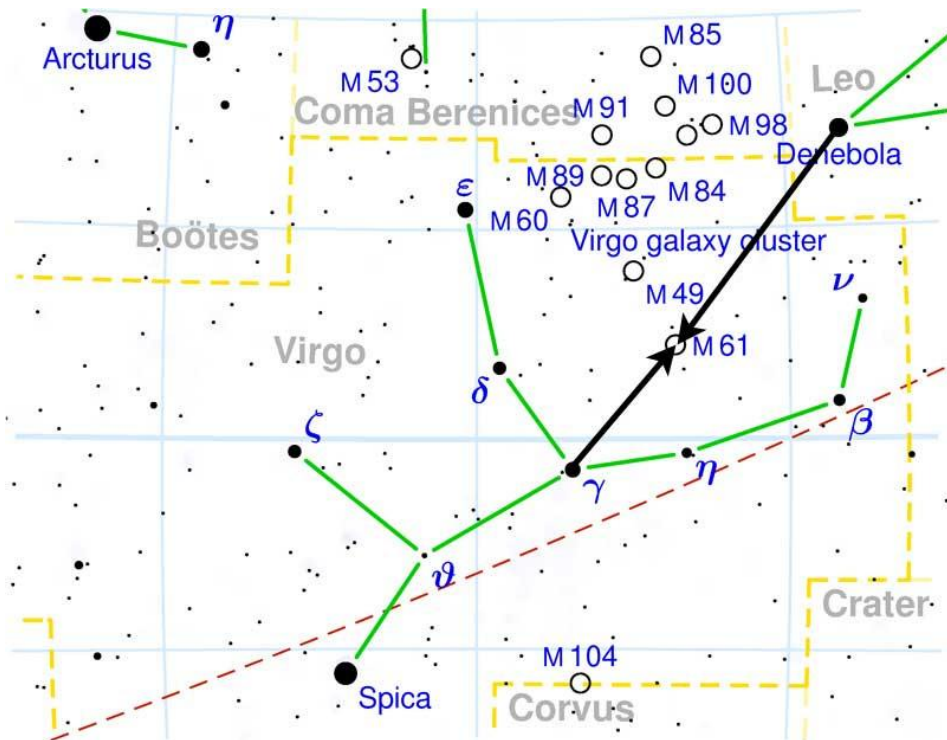 η
Arcturus
M 53
M 85
M 100
Leo
Coma Berenices
M 91
M 98
Denebola
M 89
M 84
ε
M 60
M 87
Boötes
Virgo galaxy cluster
ν
M 49
Virgo
M 61
δ
β
ζ
γ
η
ϑ
Crater
M 104
Spica
Corvus